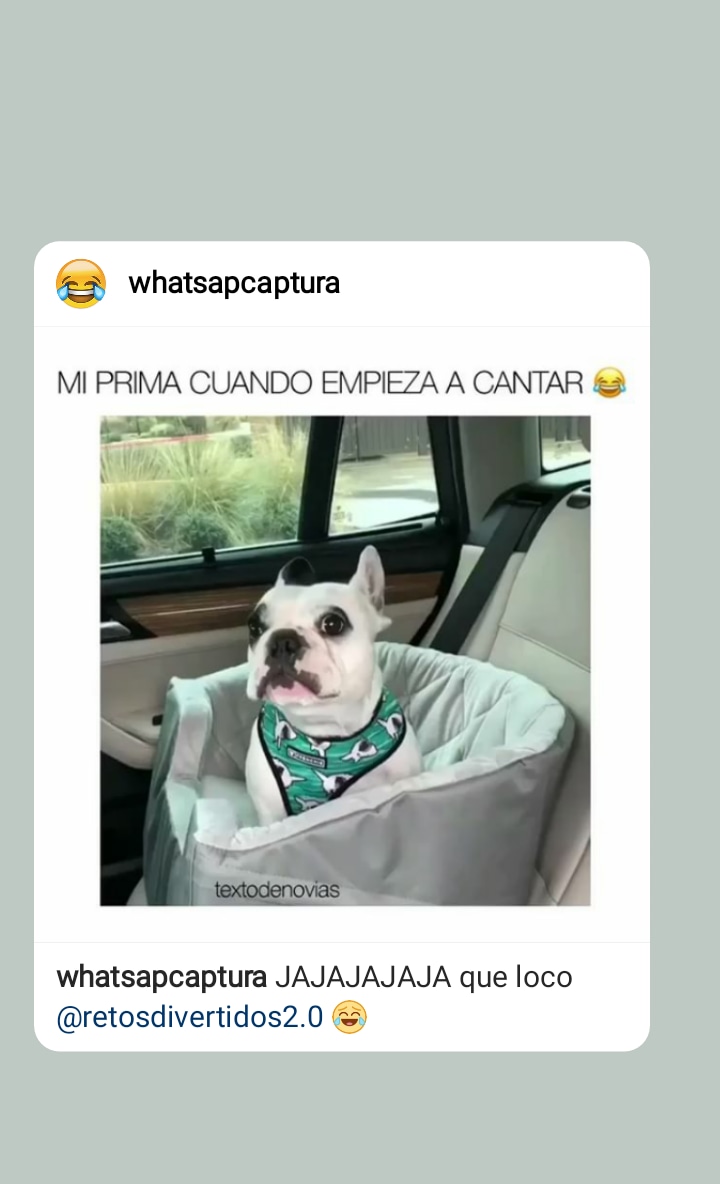 whatsapcaptura
MI PRIMA CUANDO EMPIEZA A CANTAR 😂
textodenovias
whatsapcaptura JAJAJAJAJA que loco
@retosdivertidos2.0 😂